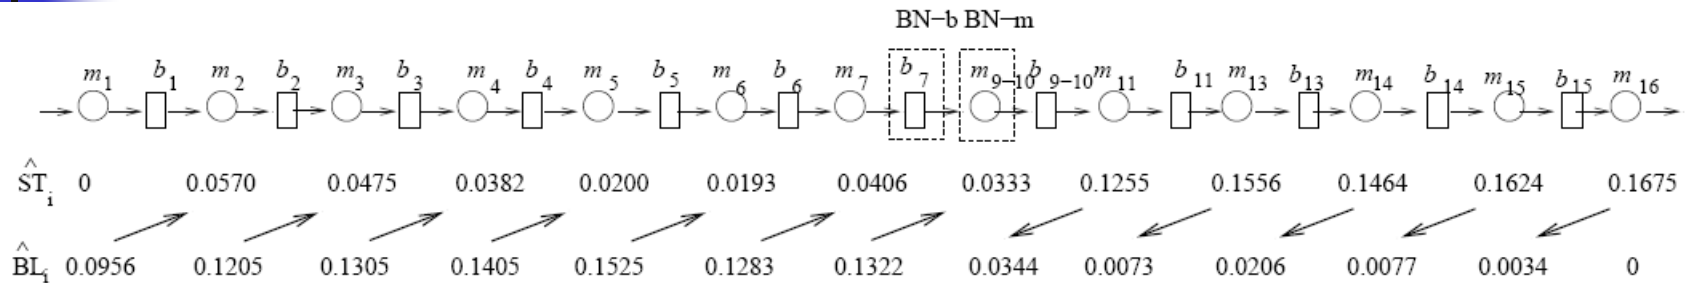 BN-b BN-m
m1 b1 m2 b2 m3 b3 m4 b4 m5 b5 m6 b6 m7 b7 m9-10 b9-10 m11 b11 m13 b13 m14 b14 m15 b15 m16
ŜTi 0 0.0570 0.0475 0.0382 0.0200 0.0193 0.0406 0.0333 0.1255 0.1556 0.1464 0.1624 0.1675
B̂Li 0.0956 0.1205 0.1305 0.1405 0.1525 0.1283 0.1322 0.0344 0.0073 0.0206 0.0077 0.0034 0